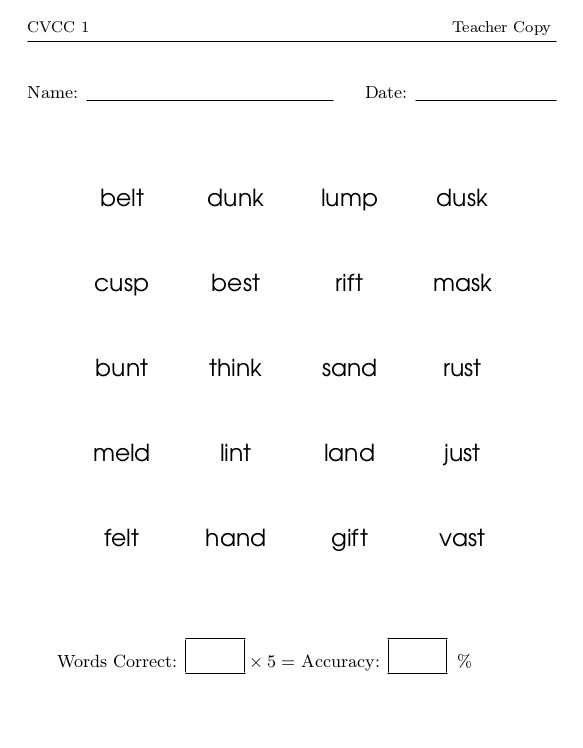 CVCC 1 Teacher Copy
Name: Date:
belt dunk lump dusk
cusp best rift mask
bunt think sand rust
meld lint land just
felt hand gift vast
Words Correct: × 5 = Accuracy: %